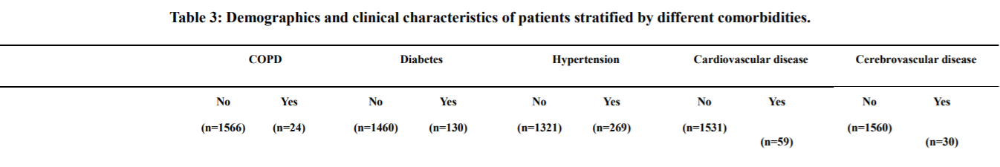 Table 3: Demographics and clinical characteristics of patients stratified by different comorbidities.
COPD Diabetes Hypertension Cardiovascular disease Cerebrovascular disease
No Yes No Yes No Yes No Yes No Yes
(n=1566) (n=24) (n=1460) (n=130) (n=1321) (n=269) (n=1531) (n=59) (n=1560) (n=30)